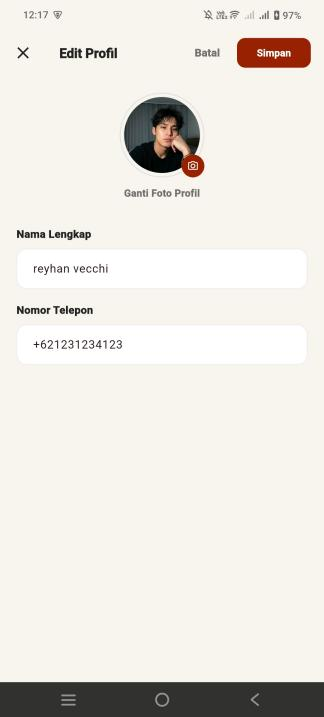 12:17
97%
Edit Profil
Batal
Simpan
Ganti Foto Profil
Nama Lengkap
reyhan vecchi
Nomor Telepon
+621231234123